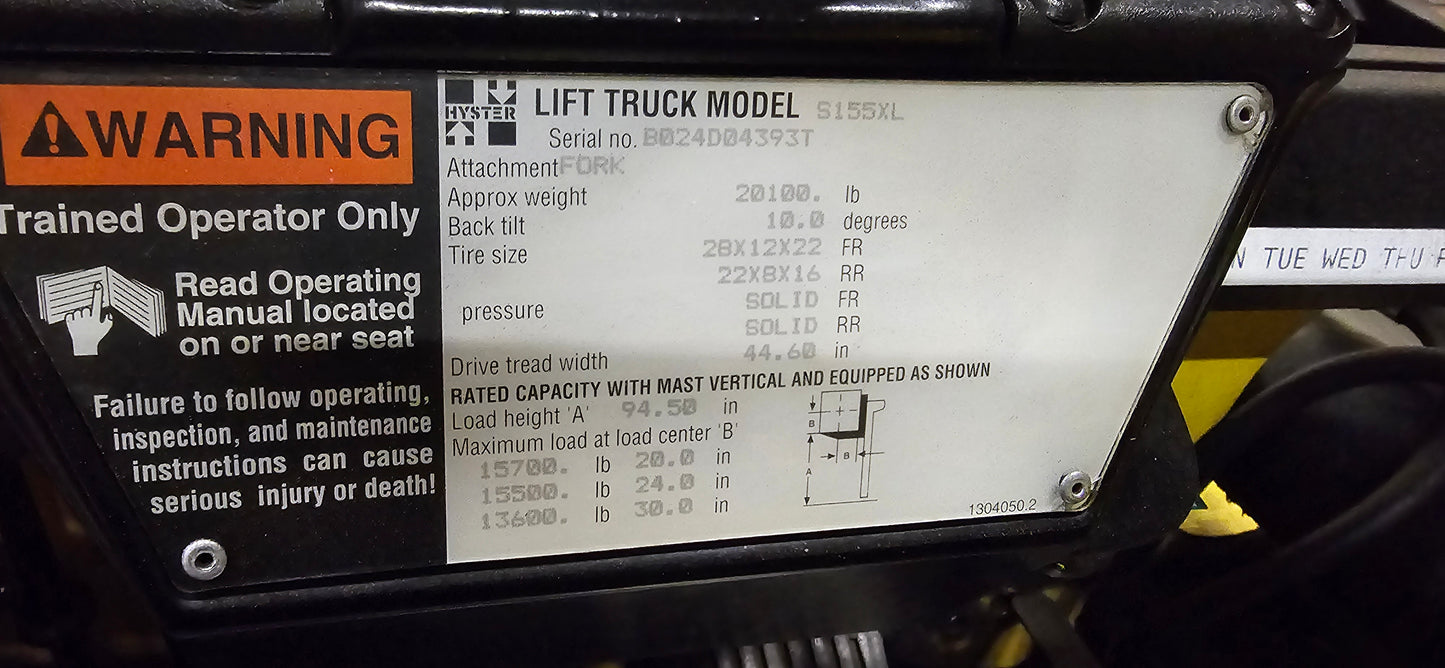 WARNING
Trained Operator Only
Read Operating
Manual located
on or near seat
Failure to follow operating,
inspection, and maintenance
instructions can cause
serious injury or death!
HYSTER
LIFT TRUCK MODEL S155XL
Serial no. B024D04393T
Attachment FORK
Approx weight 20100. lb
Back tilt 10.0 degrees
Tire size 28X12X22 FR
22X8X16 RR
pressure SOLID FR
SOLID RR
Drive tread width 44.60 in
RATED CAPACITY WITH MAST VERTICAL AND EQUIPPED AS SHOWN
Load height 'A' 94.50 in
Maximum load at load center 'B'
15700. lb 20.0 in
15500. lb 24.0 in
13600. lb 30.0 in
B
B
A
1304050.2
TUE WED THU